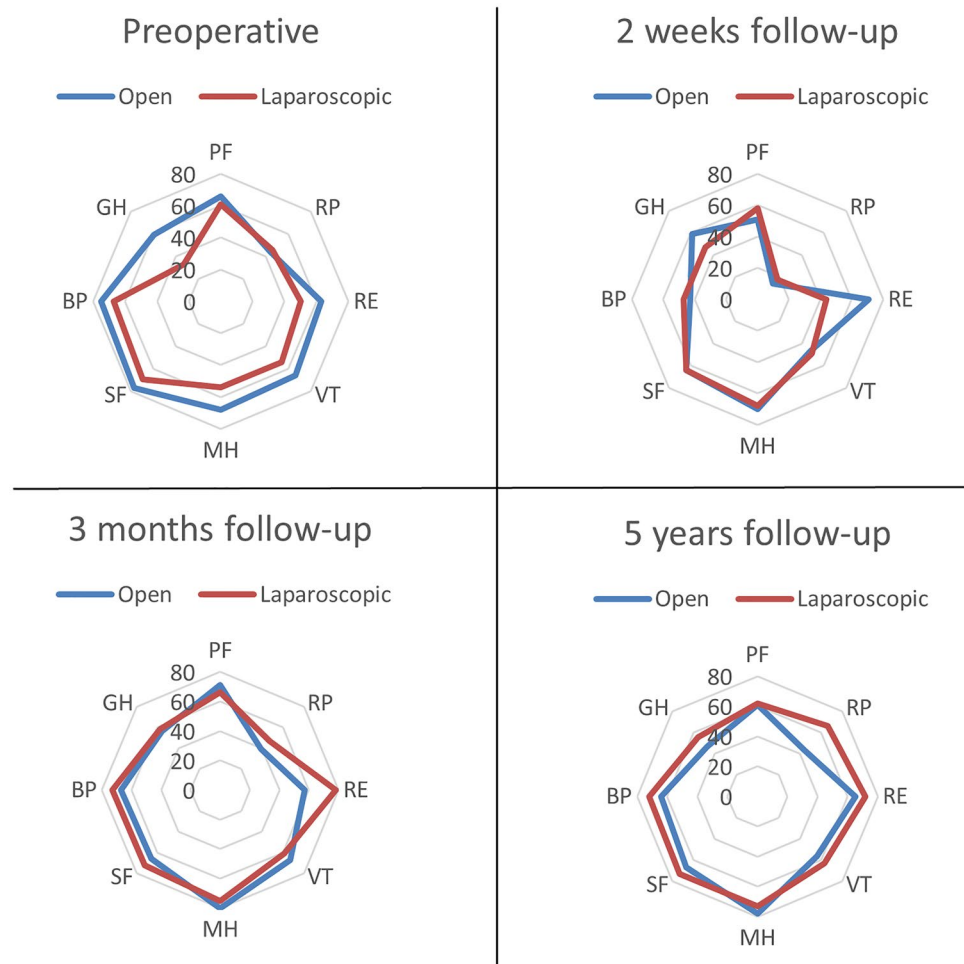 Preoperative
Open Laparoscopic
PF
80
GH RP
60
40
20
BP 0 RE
SF VT
MH
2 weeks follow-up
Open Laparoscopic
PF
80
GH RP
60
40
20
BP 0 RE
SF VT
MH
3 months follow-up
Open Laparoscopic
PF
80
GH RP
60
40
20
BP 0 RE
SF VT
MH
5 years follow-up
Open Laparoscopic
PF
80
GH RP
60
40
20
BP 0 RE
SF VT
MH